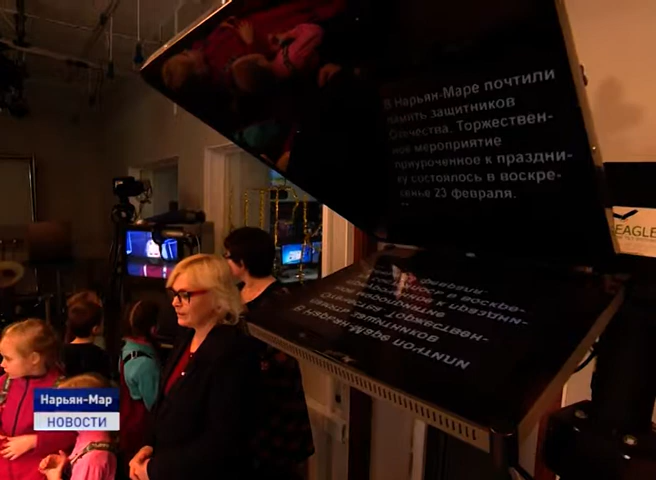 В Нарьян-Маре почтили
память защитников
Отечества. Торжествен-
ное мероприятие
приуроченное к праздни-
ку состоялось в воскре-
сенье 23 февраля.
EAGLE
Нарьян-Мар
НОВОСТИ